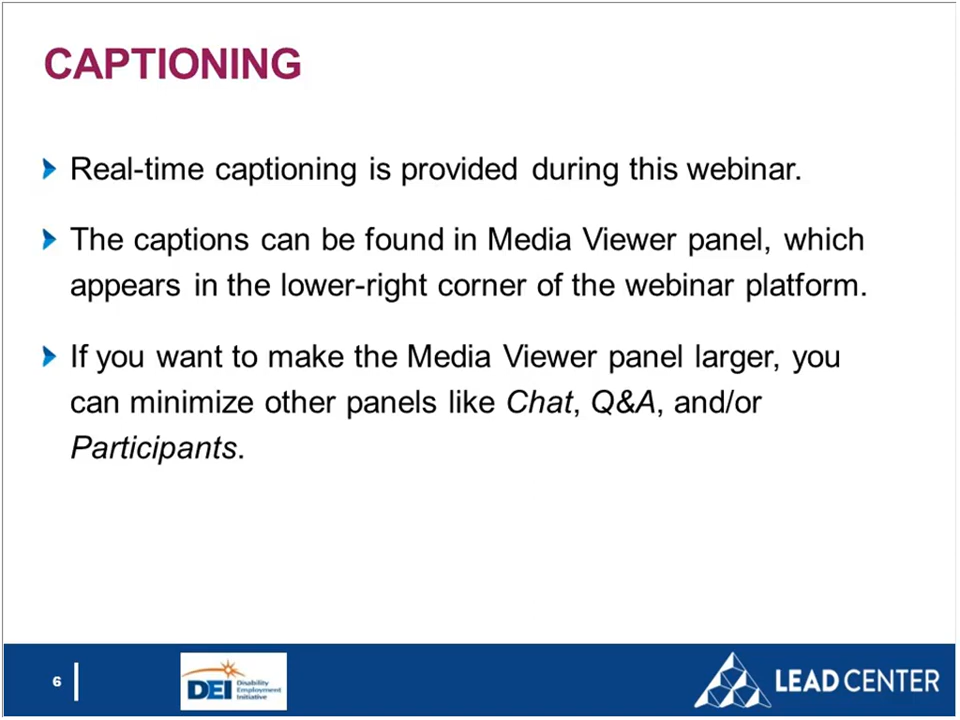 CAPTIONING
Real-time captioning is provided during this webinar.
The captions can be found in Media Viewer panel, which
appears in the lower-right corner of the webinar platform.
If you want to make the Media Viewer panel larger, you
can minimize other panels like Chat, Q&A, and/or
Participants.
6
DEI
Disability
Employment
Initiative
LEAD CENTER